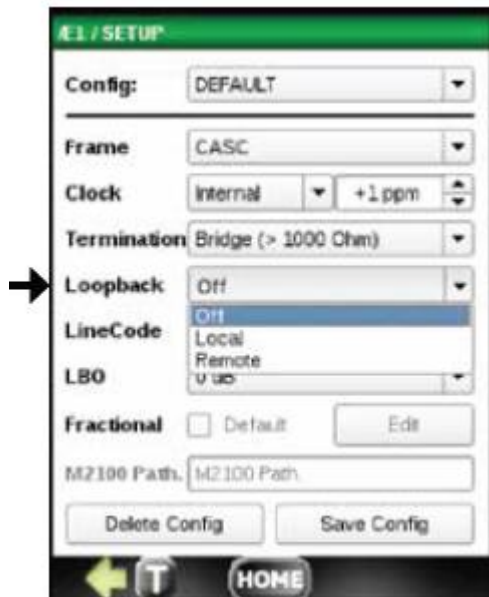 Æ1 / SETUP
Config: DEFAULT
Frame CASC
Clock Internal +1 ppm
Termination Bridge (> 1000 Ohm)
Loopback Off
Off
LineCode Local
Remote
LBO 0 dB
Fractional Default Edit
M2100 Path. M2100 Path.
Delete Config Save Config
T HOME